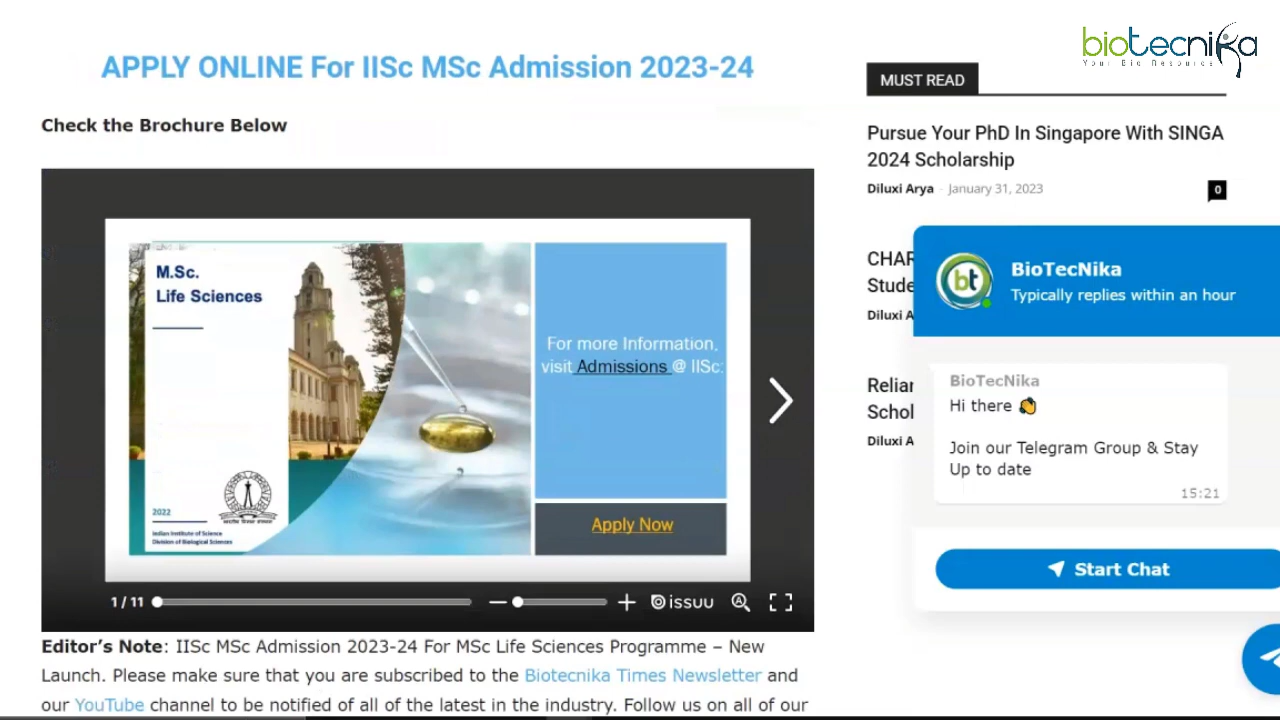 biotecnika
Your Bio Resource
APPLY ONLINE For IISc MSc Admission 2023-24
Check the Brochure Below
M.Sc.
Life Sciences
2022
Indian Institute of Science
Division of Biological Sciences
For more Information,
visit Admissions @ IISc:
Apply Now
1 / 11
issuu
Editor’s Note: IISc MSc Admission 2023-24 For MSc Life Sciences Programme – New
Launch. Please make sure that you are subscribed to the Biotecnika Times Newsletter and
our YouTube channel to be notified of all of the latest in the industry. Follow us on all of our
MUST READ
Pursue Your PhD In Singapore With SINGA
2024 Scholarship
Diluxi Arya - January 31, 2023
0
CHAR
Stude
Diluxi A
Relian
Schol
Diluxi A
bt
BioTecNika
Typically replies within an hour
BioTecNika
Hi there
Join our Telegram Group & Stay
Up to date
15:21
Start Chat